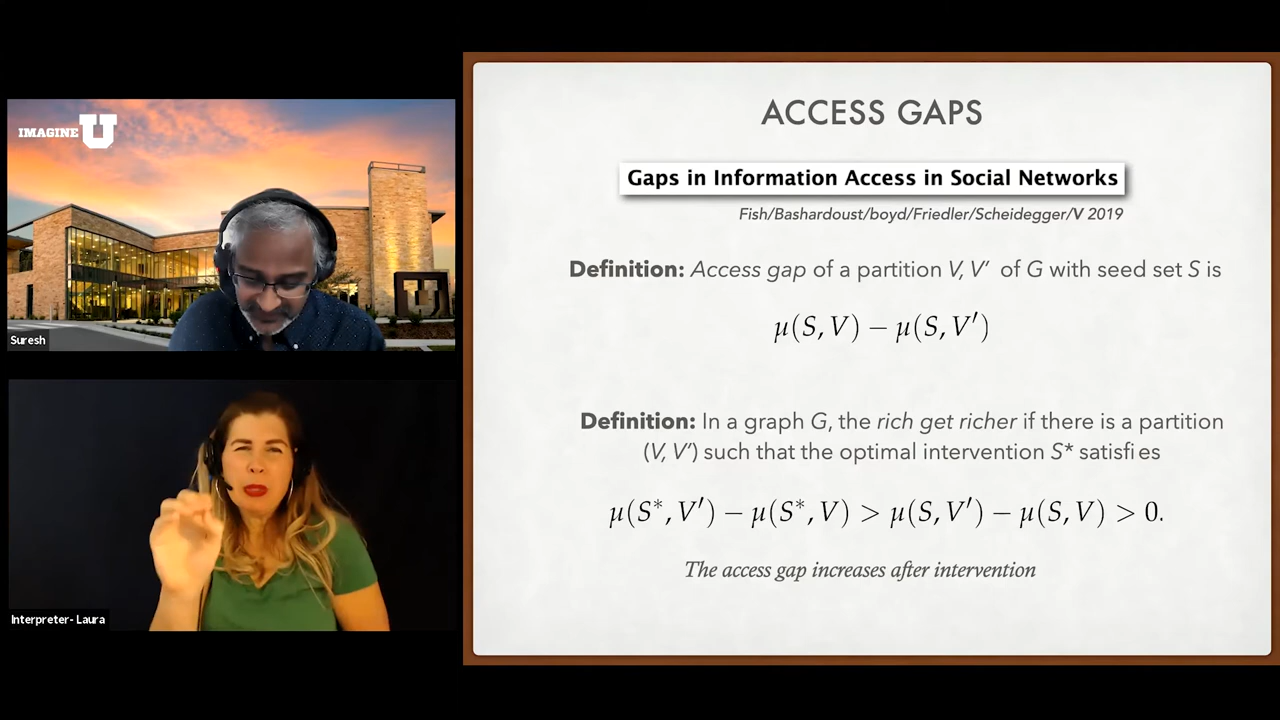 IMAGINE U
Suresh
Interpreter- Laura
ACCESS GAPS
Gaps in Information Access in Social Networks
Fish/Bashardoust/boyd/Friedler/Scheidegger/V 2019
Definition: Access gap of a partition V, V' of G with seed set S is
μ(S, V) − μ(S, V′)
Definition: In a graph G, the rich get richer if there is a partition
(V, V') such that the optimal intervention S* satisfies
μ(S*, V′) − μ(S*, V) > μ(S, V′) − μ(S, V) > 0.
The access gap increases after intervention